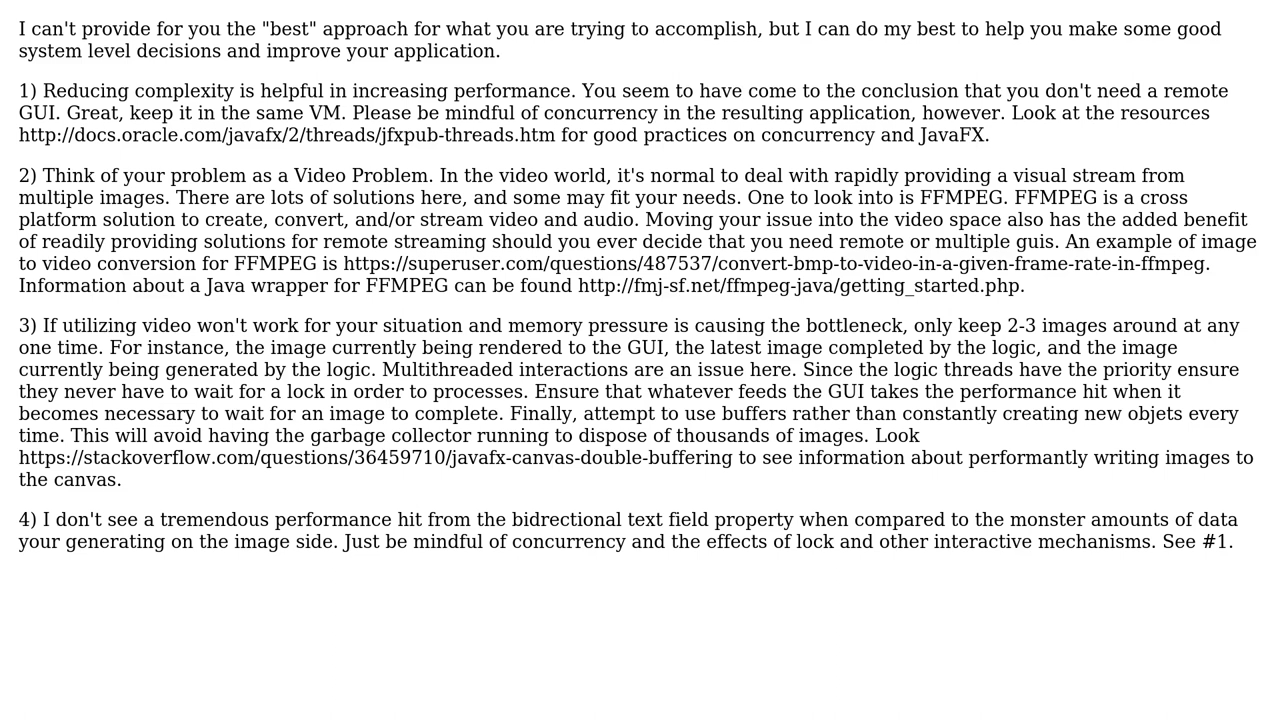 I can't provide for you the "best" approach for what you are trying to accomplish, but I can do my best to help you make some good
system level decisions and improve your application.
1) Reducing complexity is helpful in increasing performance. You seem to have come to the conclusion that you don't need a remote
GUI. Great, keep it in the same VM. Please be mindful of concurrency in the resulting application, however. Look at the resources
http://docs.oracle.com/javafx/2/threads/jfxpub-threads.htm for good practices on concurrency and JavaFX.
2) Think of your problem as a Video Problem. In the video world, it's normal to deal with rapidly providing a visual stream from
multiple images. There are lots of solutions here, and some may fit your needs. One to look into is FFMPEG. FFMPEG is a cross
platform solution to create, convert, and/or stream video and audio. Moving your issue into the video space also has the added benefit
of readily providing solutions for remote streaming should you ever decide that you need remote or multiple guis. An example of image
to video conversion for FFMPEG is https://superuser.com/questions/487537/convert-bmp-to-video-in-a-given-frame-rate-in-ffmpeg.
Information about a Java wrapper for FFMPEG can be found http://fmj-sf.net/ffmpeg-java/getting_started.php.
3) If utilizing video won't work for your situation and memory pressure is causing the bottleneck, only keep 2-3 images around at any
one time. For instance, the image currently being rendered to the GUI, the latest image completed by the logic, and the image
currently being generated by the logic. Multithreaded interactions are an issue here. Since the logic threads have the priority ensure
they never have to wait for a lock in order to processes. Ensure that whatever feeds the GUI takes the performance hit when it
becomes necessary to wait for an image to complete. Finally, attempt to use buffers rather than constantly creating new objets every
time. This will avoid having the garbage collector running to dispose of thousands of images. Look
https://stackoverflow.com/questions/36459710/javafx-canvas-double-buffering to see information about performantly writing images to
the canvas.
4) I don't see a tremendous performance hit from the bidrectional text field property when compared to the monster amounts of data
your generating on the image side. Just be mindful of concurrency and the effects of lock and other interactive mechanisms. See #1.